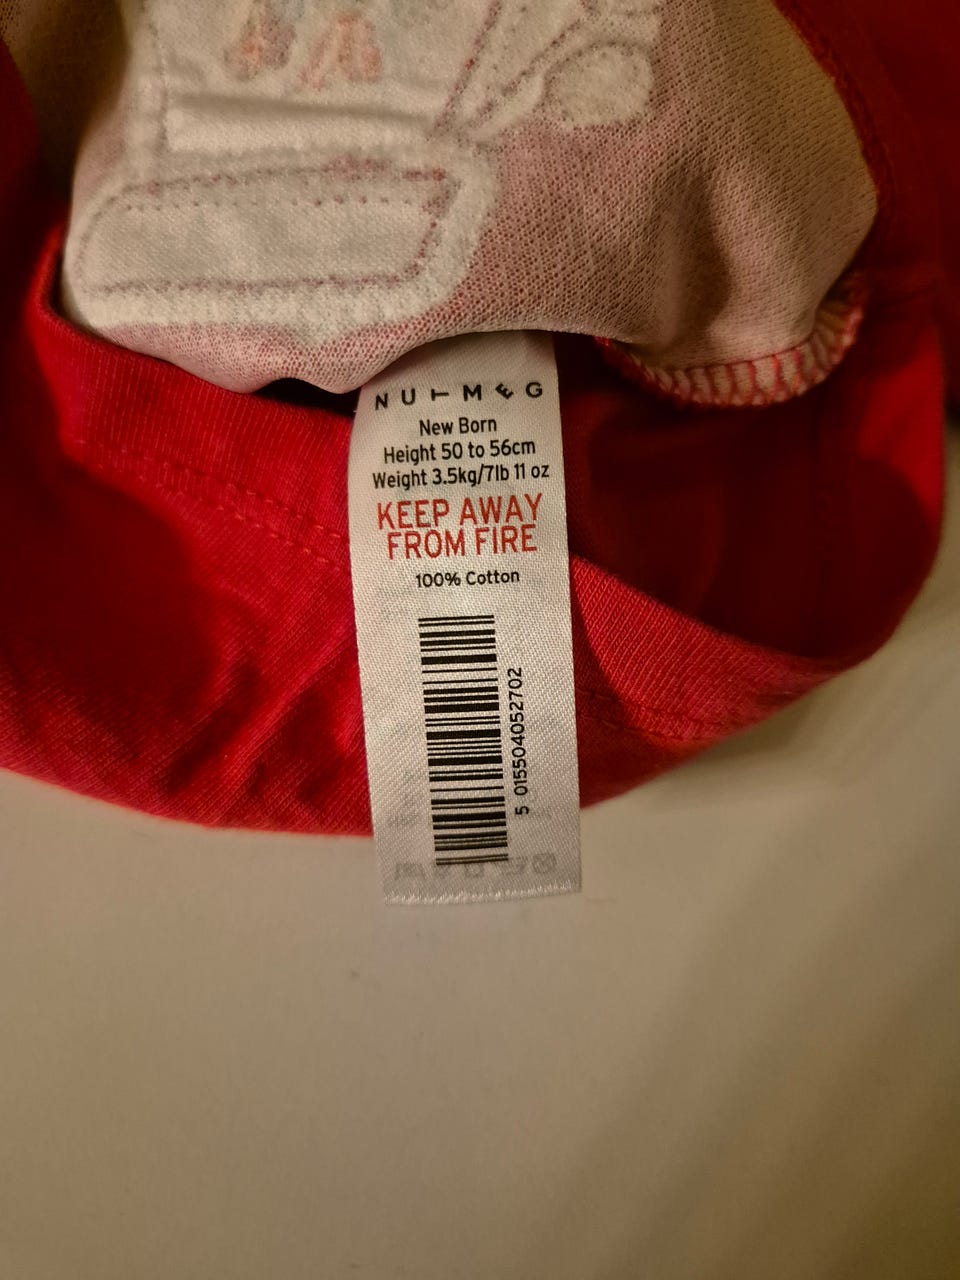 NUTMEG
New Born
Height 50 to 56cm
Weight 3.5kg/7lb 11 oz
KEEP AWAY
FROM FIRE
100% Cotton
5 015504052702